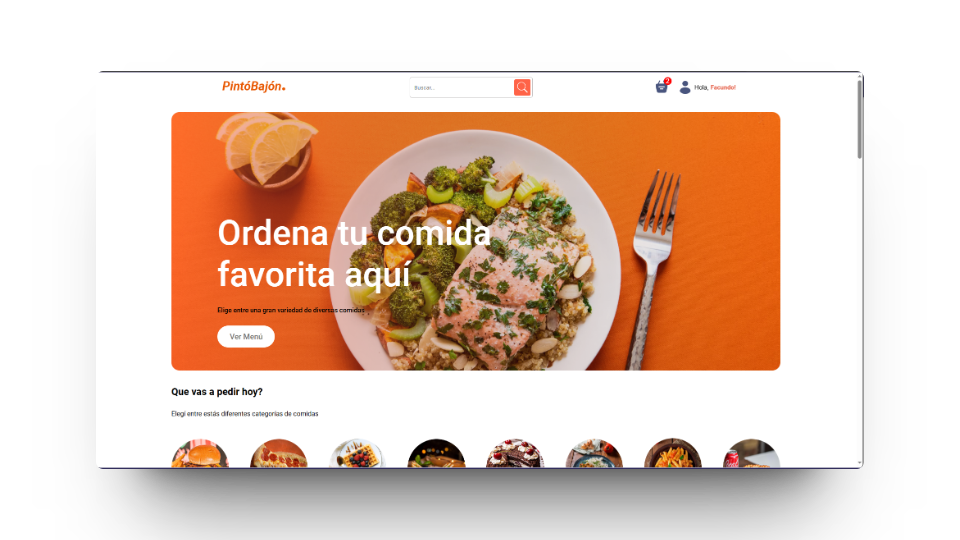 PintóBajón.
Buscar...
2
Hola, Facundo!
Ordena tu comida
favorita aquí
Elige entre una gran variedad de diversas comidas
Ver Menú
Que vas a pedir hoy?
Elegí entre estás diferentes categorías de comidas